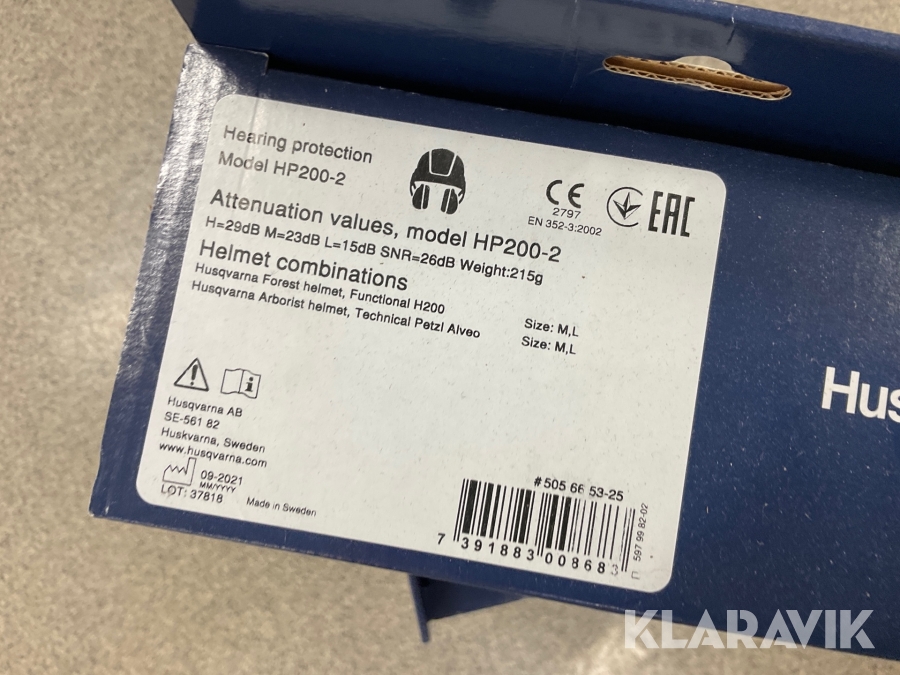 Hearing protection
Model HP200-2
CE
2797
EN 352-3:2002
EAC
Attenuation values, model HP200-2
H=29dB M=23dB L=15dB SNR=26dB Weight:215g
Helmet combinations
Husqvarna Forest helmet, Functional H200 Size: M,L
Husqvarna Arborist helmet, Technical Petzl Alveo Size: M,L
Husqvarna AB
SE-561 82
Huskvarna, Sweden
www.husqvarna.com
09-2021
MM/YYYY
LOT: 37818
Made in Sweden
#505 66 53-25
7 391883 00868
597 99 82-02
Hus
KLARAVIK